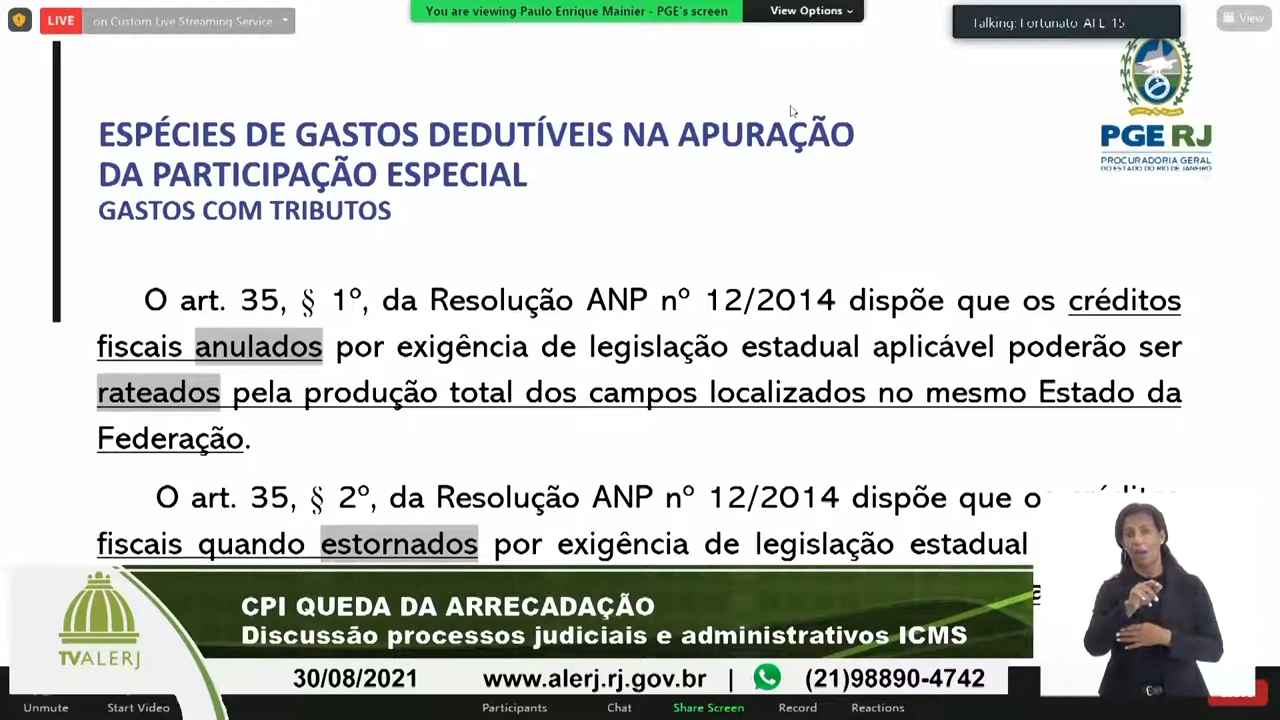 LIVE
on Custom Live Streaming Service
You are viewing Paulo Enrique Mainier - PGE's screen
View Options
Talking: Fortunato
View
ESPÉCIES DE GASTOS DEDUTÍVEIS NA APURAÇÃO
DA PARTICIPAÇÃO ESPECIAL
GASTOS COM TRIBUTOS
PGE RJ
PROCURADORIA GERAL
DO ESTADO DO RIO DE JANEIRO
O art. 35, § 1º, da Resolução ANP nº 12/2014 dispõe que os créditos
fiscais anulados por exigência de legislação estadual aplicável poderão ser
rateados pela produção total dos campos localizados no mesmo Estado da
Federação.
O art. 35, § 2º, da Resolução ANP nº 12/2014 dispõe que
fiscais quando estornados por exigência de legislação estadual
CPI QUEDA DA ARRECADAÇÃO
Discussão processos judiciais e administrativos ICMS
TVALERJ
30/08/2021 www.alerj.rj.gov.br | (21)98890-4742
Unmute Start Video Participants Chat Share Screen Record Reactions